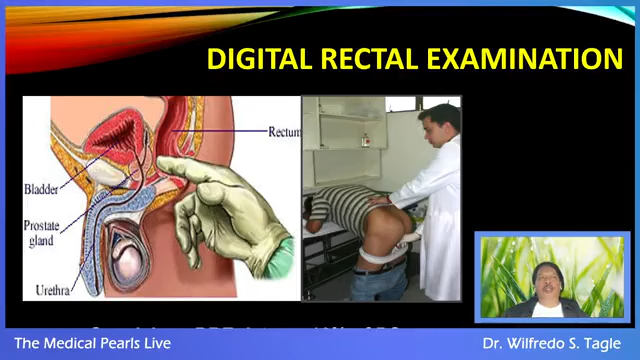 DIGITAL RECTAL EXAMINATION
Rectum
Bladder
Prostate
gland
Urethra
The Medical Pearls Live
Dr. Wilfredo S. Tagle